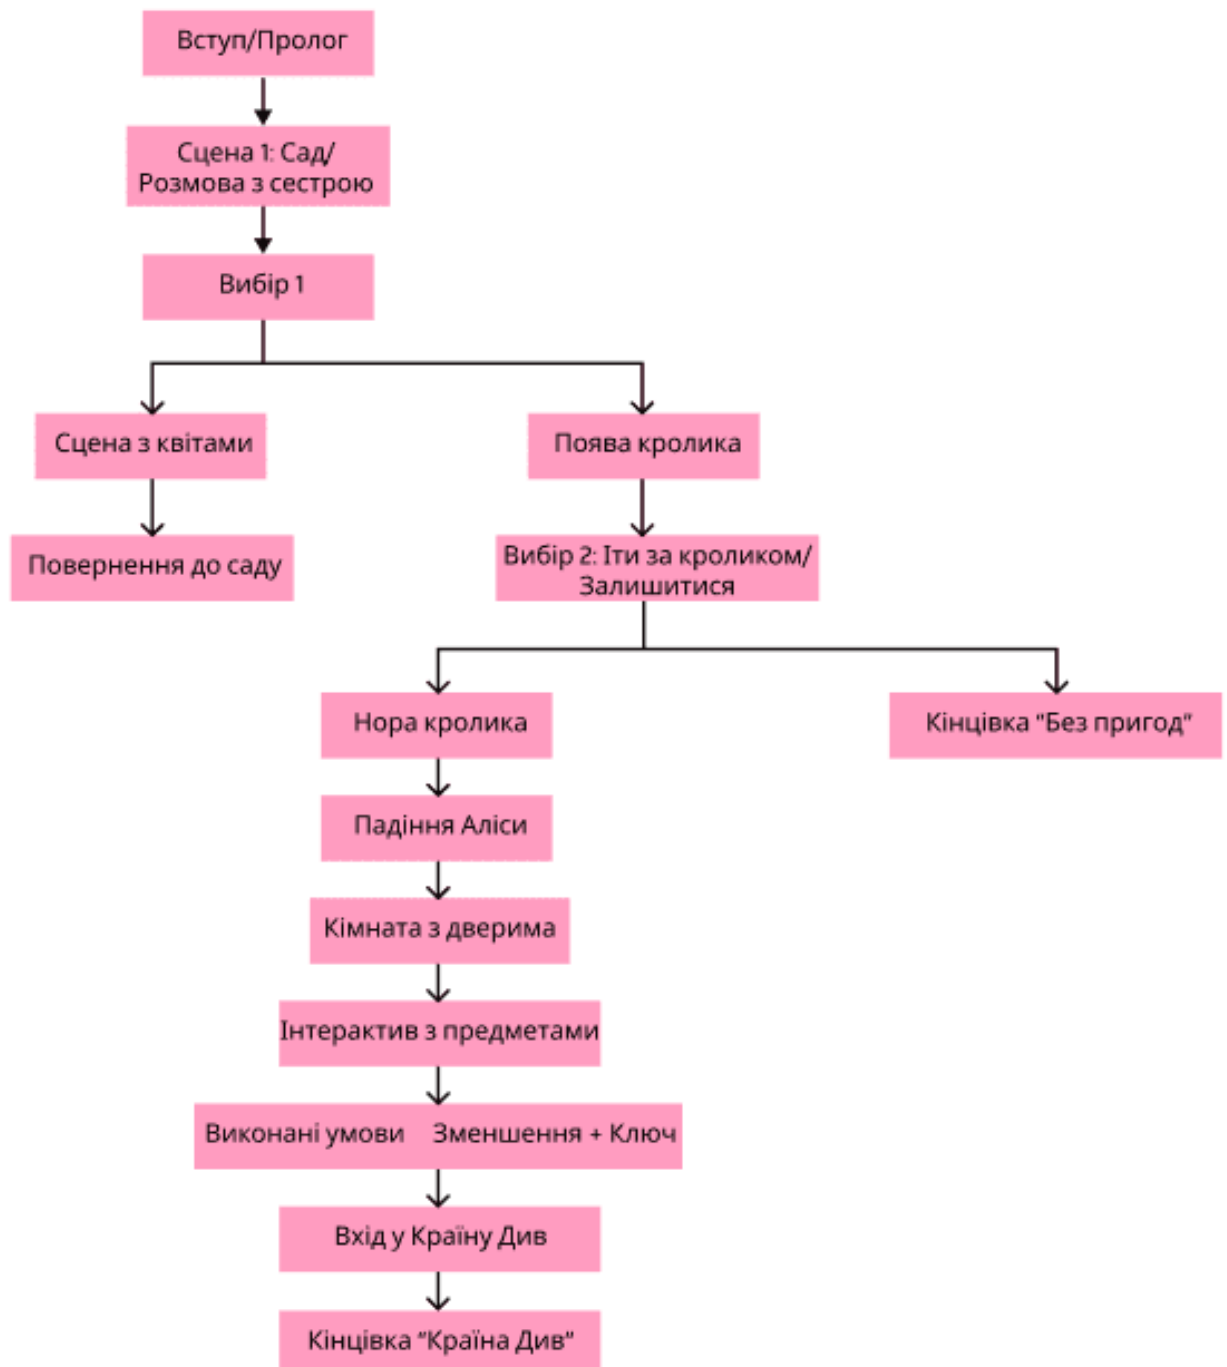 Вступ/Пролог
Сцена 1: Сад/
Розмова з сестрою
Вибір 1
Сцена з квітами
Поява кролика
Повернення до саду
Вибір 2: Іти за кроликом/
Залишитися
Нора кролика
Кінцівка “Без пригод”
Падіння Аліси
Кімната з дверима
Інтерактив з предметами
Виконані умови Зменшення + Ключ
Вхід у Країну Див
Кінцівка “Країна Див”